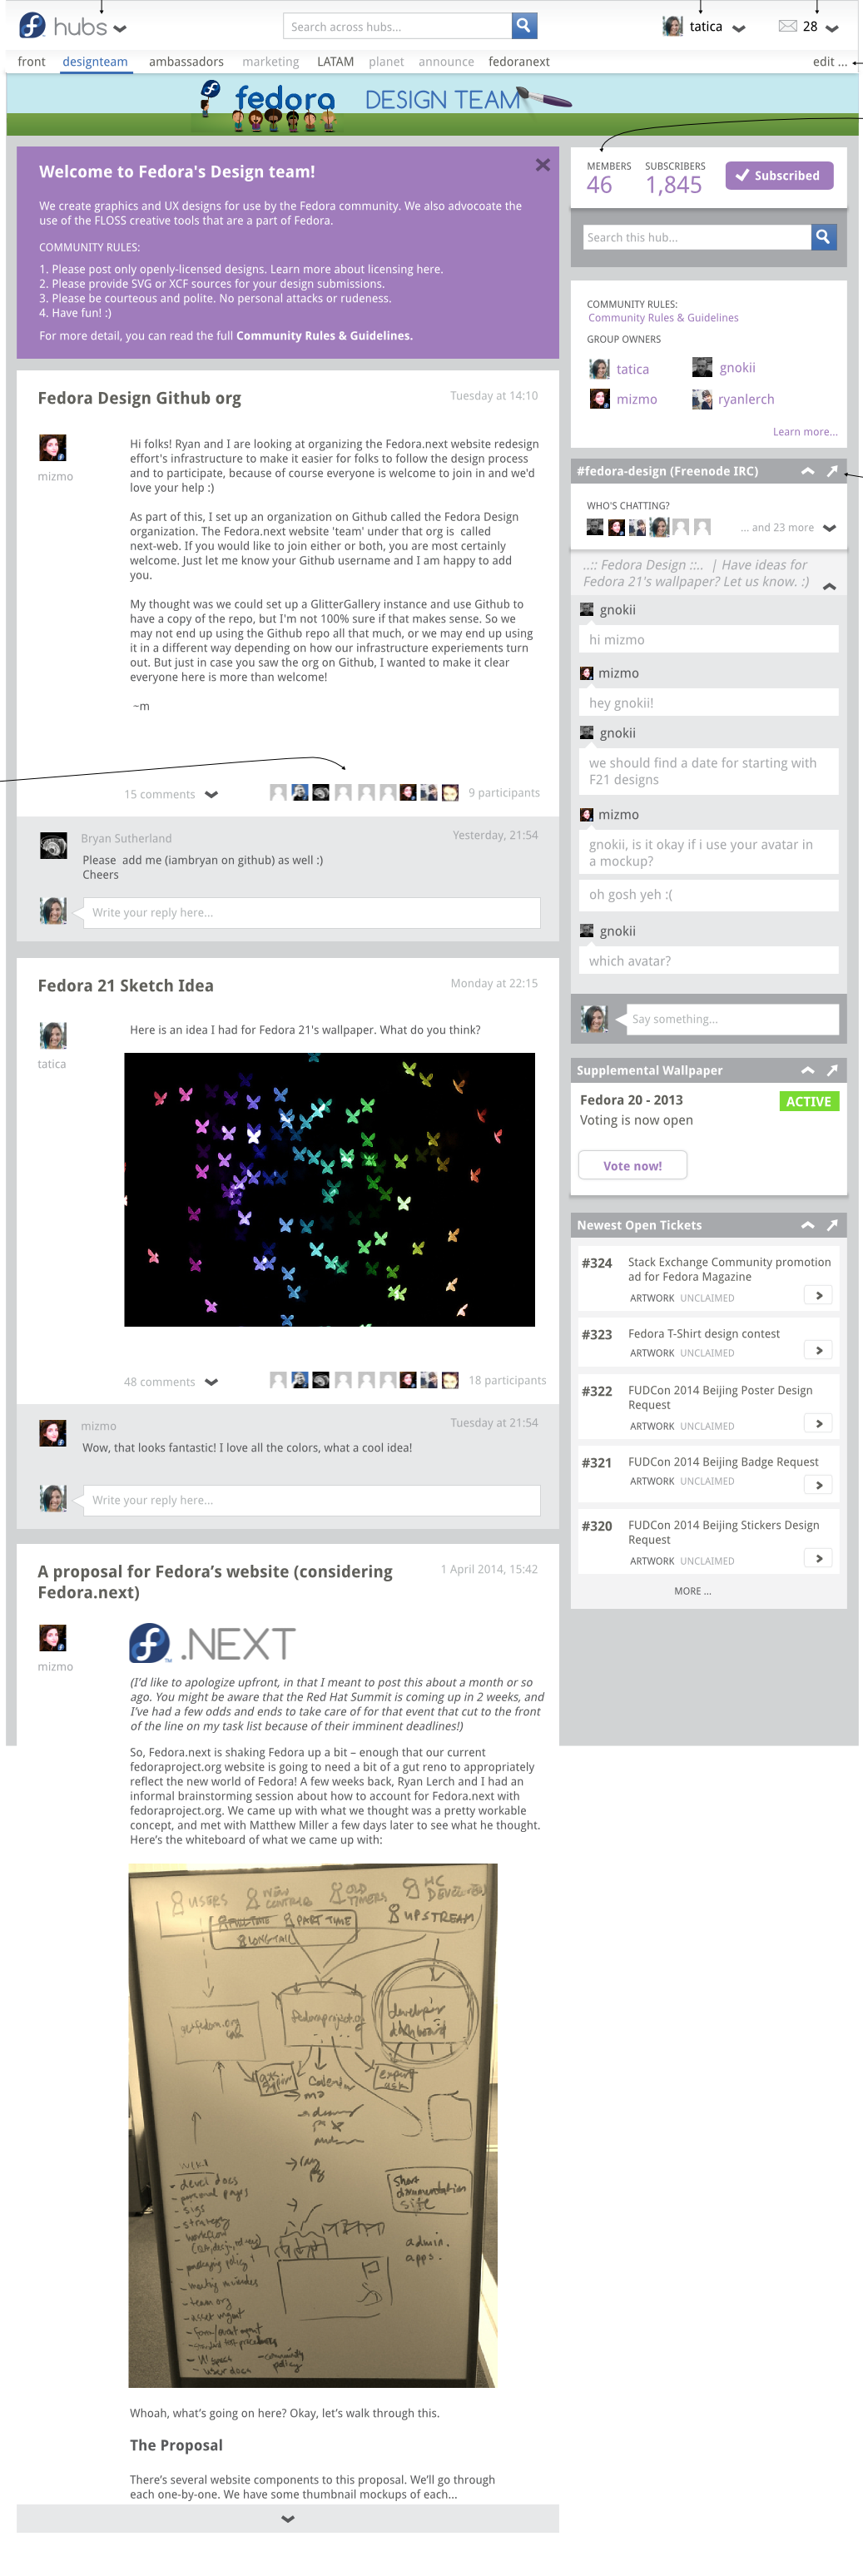 hubs
Search across hubs...
tatica
28
front designteam ambassadors marketing LATAM planet announce fedoranext
edit ...
fedora DESIGN TEAM
Welcome to Fedora's Design team!
We create graphics and UX designs for use by the Fedora community. We also advocoate the
use of the FLOSS creative tools that are a part of Fedora.
COMMUNITY RULES:
1. Please post only openly-licensed designs. Learn more about licensing here.
2. Please provide SVG or XCF sources for your design submissions.
3. Please be courteous and polite. No personal attacks or rudeness.
4. Have fun! :)
For more detail, you can read the full Community Rules & Guidelines.
Fedora Design Github org
Tuesday at 14:10
mizmo
Hi folks! Ryan and I are looking at organizing the Fedora.next website redesign
effort's infrastructure to make it easier for folks to follow the design process
and to participate, because of course everyone is welcome to join in and we'd
love your help :)
As part of this, I set up an organization on Github called the Fedora Design
organization. The Fedora.next website 'team' under that org is called
next-web. If you would like to join either or both, you are most certainly
welcome. Just let me know your Github username and I am happy to add
you.
My thought was we could set up a GlitterGallery instance and use Github to
have a copy of the repo, but I'm not 100% sure if that makes sense. So we
may not end up using the Github repo all that much, or we may end up using
it in a different way depending on how our infrastructure experiements turn
out. But just in case you saw the org on Github, I wanted to make it clear
everyone here is more than welcome!
~m
15 comments
9 participants
Bryan Sutherland
Yesterday, 21:54
Please add me (iambryan on github) as well :)
Cheers
Write your reply here...
Fedora 21 Sketch Idea
Monday at 22:15
tatica
Here is an idea I had for Fedora 21's wallpaper. What do you think?
48 comments
18 participants
mizmo
Tuesday at 21:54
Wow, that looks fantastic! I love all the colors, what a cool idea!
Write your reply here...
A proposal for Fedora’s website (considering
Fedora.next)
1 April 2014, 15:42
mizmo
.NEXT
(I'd like to apologize upfront, in that I meant to post this about a month or so
ago. You might be aware that the Red Hat Summit is coming up in 2 weeks, and
I've had a few odds and ends to take care of for that event that cut to the front
of the line on my task list because of their imminent deadlines!)
So, Fedora.next is shaking Fedora up a bit – enough that our current
fedoraproject.org website is going to need a bit of a gut reno to appropriately
reflect the new world of Fedora! A few weeks back, Ryan Lerch and I had an
informal brainstorming session about how to account for Fedora.next with
fedoraproject.org. We came up with what we thought was a pretty workable
concept, and met with Matthew Miller a few days later to see what he thought.
Here’s the whiteboard of what we came up with:
USERS
OLD
TIMERS
PART TIME
UPSTREAM
LONGTAIL
developer
dashboard
Calendar
expert
ask
WIKI
- devel docs
- personal pages
- sigs
- strategy
- workflow
short
documentation
site
admin.
apps.
- team org
- user docs
Whoah, what’s going on here? Okay, let’s walk through this.
The Proposal
There’s several website components to this proposal. We’ll go through
each one-by-one. We have some thumbnail mockups of each...
MEMBERS SUBSCRIBERS
46 1,845
Subscribed
Search this hub...
COMMUNITY RULES:
Community Rules & Guidelines
GROUP OWNERS
tatica gnokii
mizmo ryanlerch
Learn more...
#fedora-design (Freenode IRC)
WHO'S CHATTING?
... and 23 more
..:: Fedora Design ::.. | Have ideas for
Fedora 21's wallpaper? Let us know. :)
gnokii
hi mizmo
mizmo
hey gnokii!
gnokii
we should find a date for starting with
F21 designs
mizmo
gnokii, is it okay if i use your avatar in
a mockup?
oh gosh yeh :(
gnokii
which avatar?
Say something...
Supplemental Wallpaper
Fedora 20 - 2013
ACTIVE
Voting is now open
Vote now!
Newest Open Tickets
#324 Stack Exchange Community promotion
ad for Fedora Magazine
ARTWORK UNCLAIMED
#323 Fedora T-Shirt design contest
ARTWORK UNCLAIMED
#322 FUDCon 2014 Beijing Poster Design
Request
ARTWORK UNCLAIMED
#321 FUDCon 2014 Beijing Badge Request
ARTWORK UNCLAIMED
#320 FUDCon 2014 Beijing Stickers Design
Request
ARTWORK UNCLAIMED
MORE ...